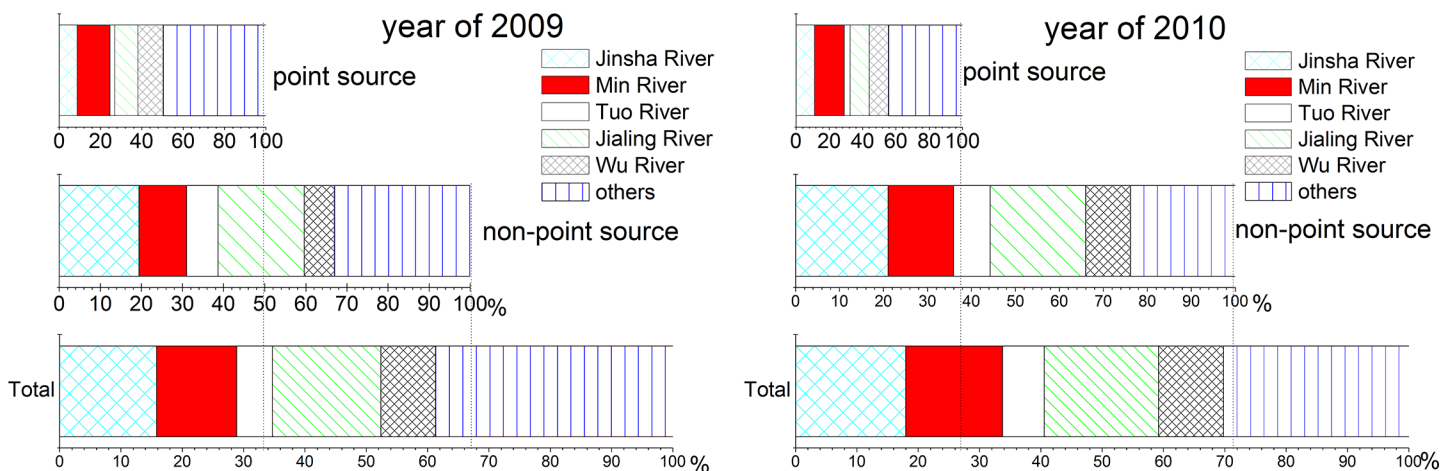 year of 2009
Jinsha River
Min River
Tuo River
Jialing River
Wu River
others
point source
0 20 40 60 80 100
non-point source
0 10 20 30 40 50 60 70 80 90 100 %
Total
0 10 20 30 40 50 60 70 80 90 100 %
year of 2010
Jinsha River
Min River
Tuo River
Jialing River
Wu River
others
point source
0 20 40 60 80 100
non-point source
0 10 20 30 40 50 60 70 80 90 100 %
Total
0 10 20 30 40 50 60 70 80 90 100 %